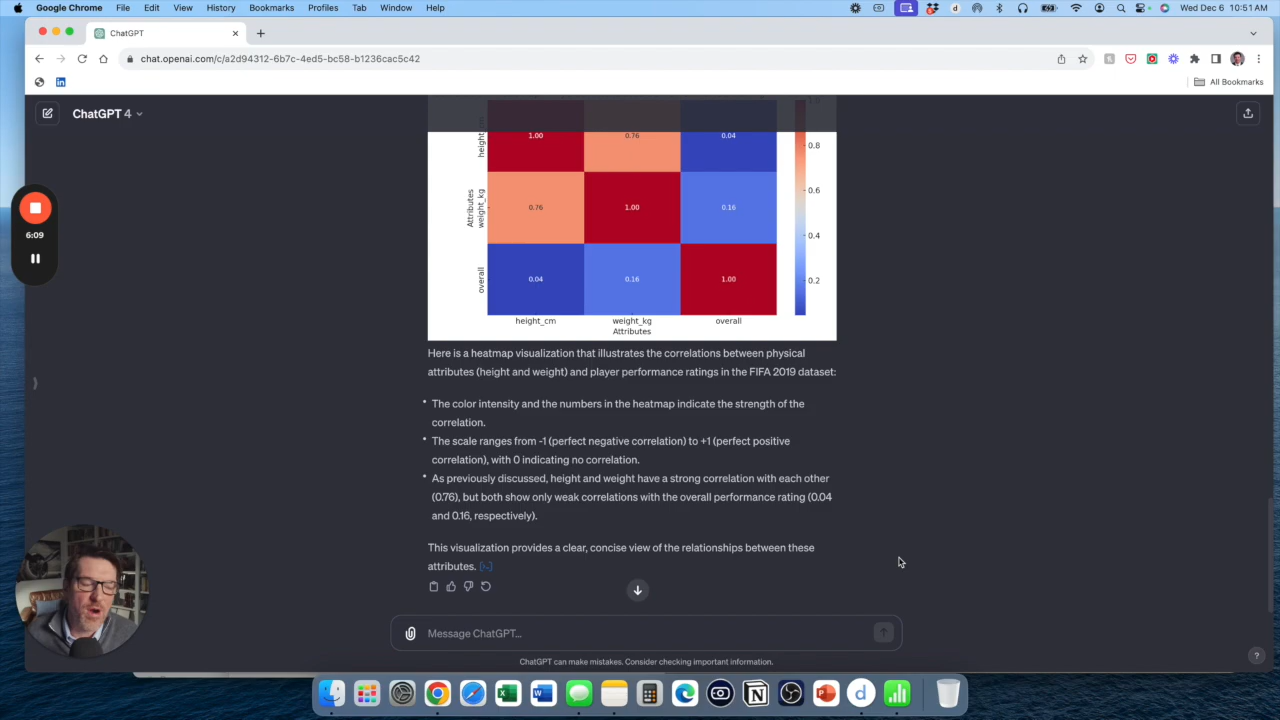 Google Chrome File Edit View History Bookmarks Profiles Tab Window Help Wed Dec 6 10:51 AM
ChatGPT
chat.openai.com/c/a2d94312-6b7c-4ed5-bc58-b1236cac5c42
All Bookmarks
ChatGPT 4
6:09
height_cm 1.00 0.76 0.04
0.8
0.6
Attributes
weight_kg 0.76 1.00 0.16
0.4
overall 0.04 0.16 1.00
0.2
height_cm weight_kg overall
Attributes
Here is a heatmap visualization that illustrates the correlations between physical
attributes (height and weight) and player performance ratings in the FIFA 2019 dataset:
• The color intensity and the numbers in the heatmap indicate the strength of the
correlation.
• The scale ranges from -1 (perfect negative correlation) to +1 (perfect positive
correlation), with 0 indicating no correlation.
• As previously discussed, height and weight have a strong correlation with each other
(0.76), but both show only weak correlations with the overall performance rating (0.04
and 0.16, respectively).
This visualization provides a clear, concise view of the relationships between these
attributes. [>-]
Message ChatGPT...
ChatGPT can make mistakes. Consider checking important information.
?